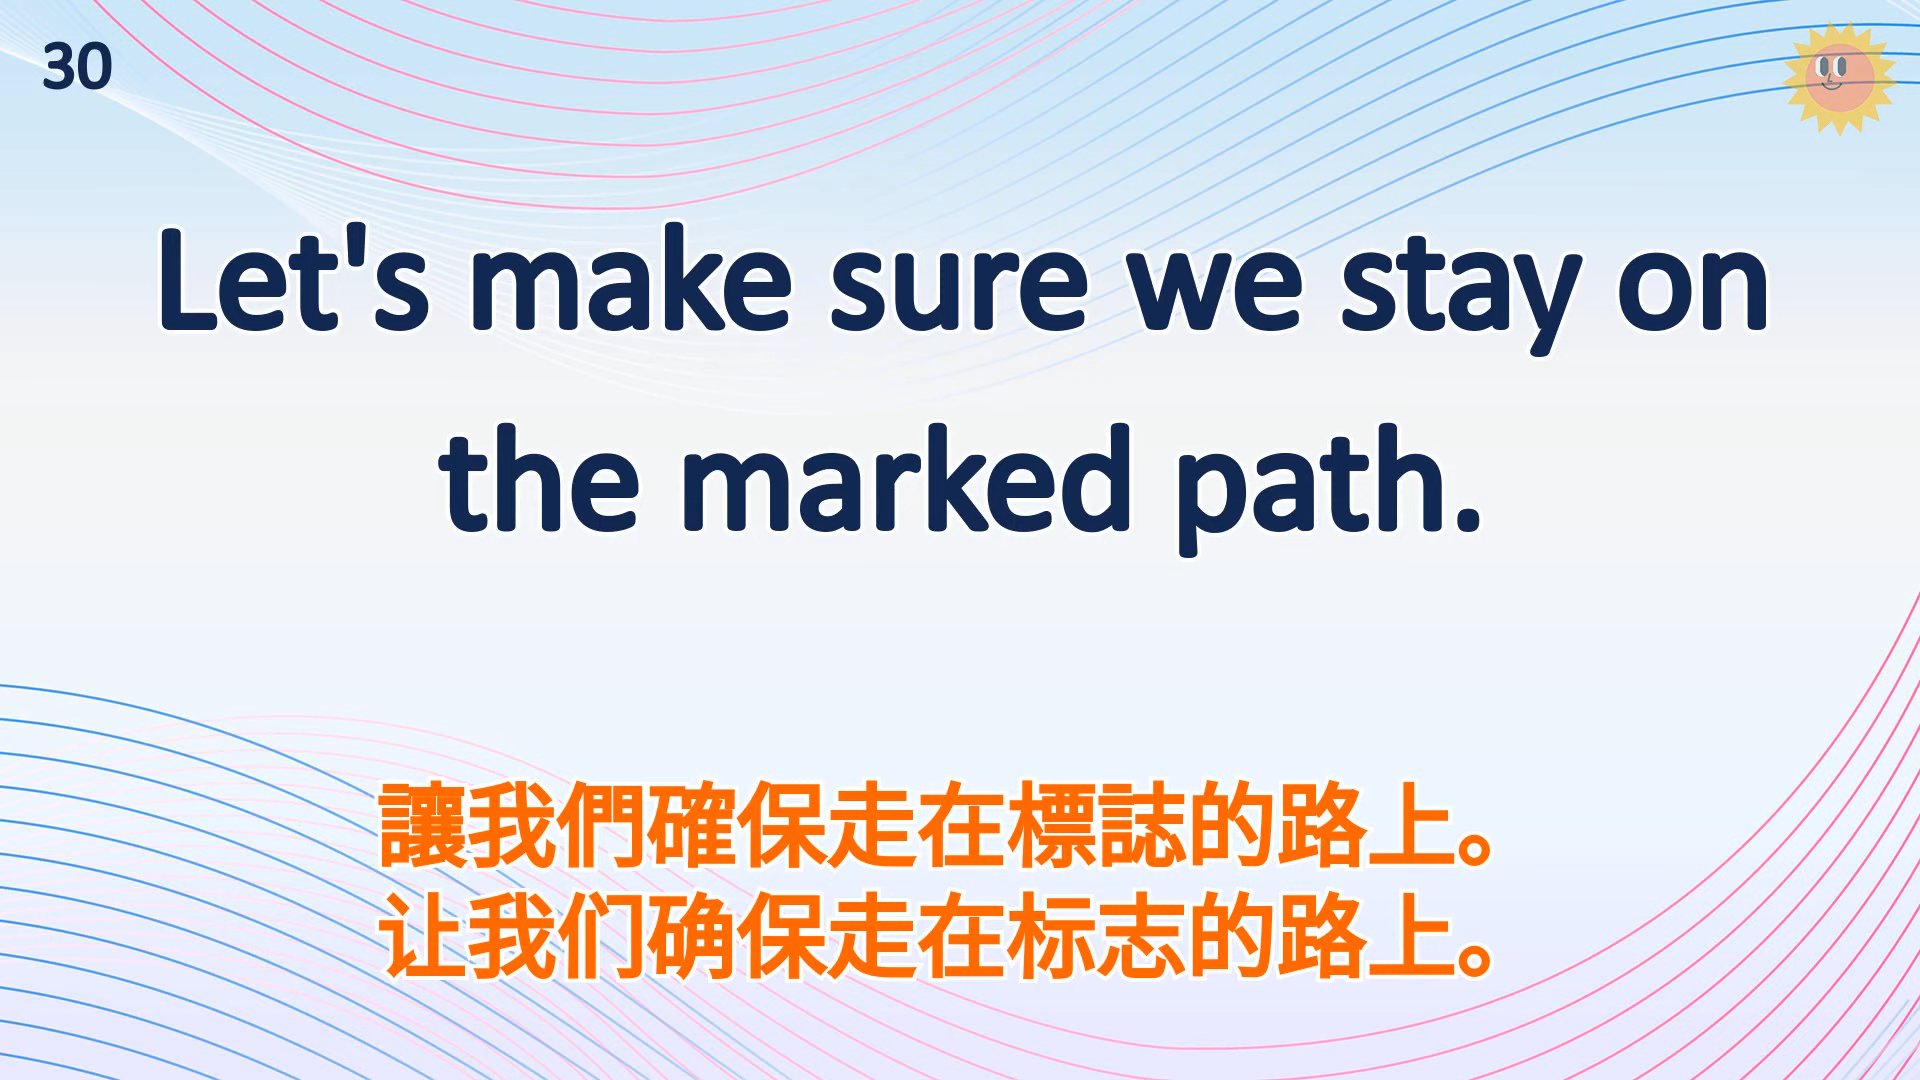 30
Let's make sure we stay on
the marked path.
讓我們確保走在標誌的路上。
让我们确保走在标志的路上。